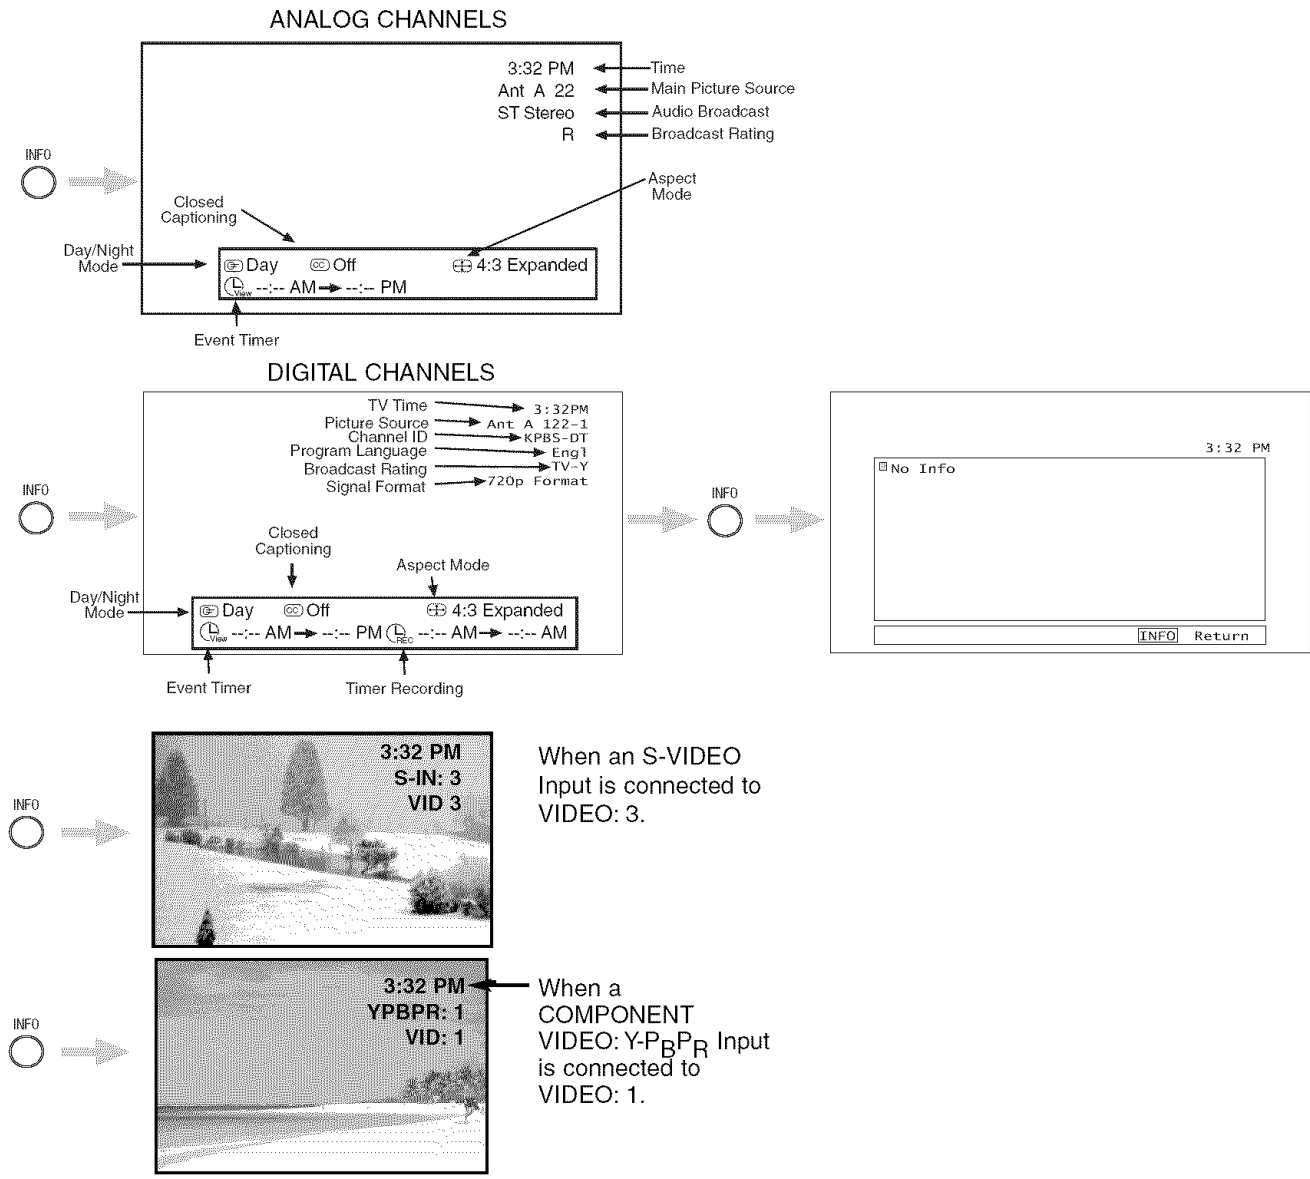 ANALOG CHANNELS
3:32 PM
Time
Ant A 22
Main Picture Source
ST Stereo
Audio Broadcast
R
Broadcast Rating
INFO
Aspect
Mode
Closed
Captioning
Day/Night
Mode
Day
CC Off
4:3 Expanded
View --:-- AM --:-- PM
Event Timer
DIGITAL CHANNELS
TV Time
3:32PM
Picture Source
Ant A 122-1
Channel ID
KPBS-DT
Program Language
Engl
Broadcast Rating
TV-Y
Signal Format
720p Format
INFO
Closed
Captioning
Aspect Mode
Day/Night
Mode
Day
CC Off
4:3 Expanded
View --:-- AM --:-- PM REC --:-- AM --:-- AM
Event Timer
Timer Recording
INFO
3:32 PM
No Info
INFO Return
INFO
3:32 PM
S-IN: 3
VID 3
When an S-VIDEO
Input is connected to
VIDEO: 3.
INFO
3:32 PM
YPBPR: 1
VID: 1
When a
COMPONENT
VIDEO: Y-PBPR Input
is connected to
VIDEO: 1.